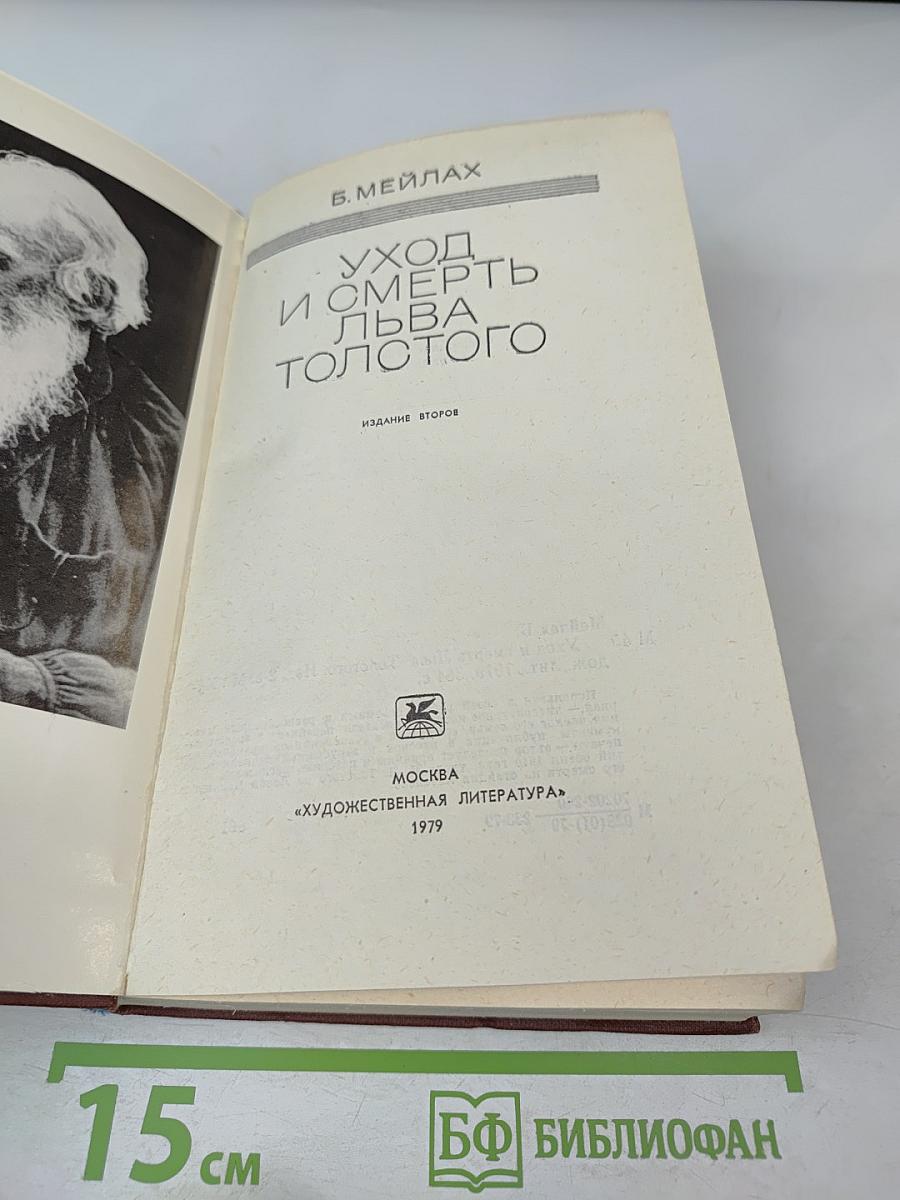 Б. МЕЙЛАХ
УХОД
И СМЕРТЬ
ЛЬВА
ТОЛСТОГО
ИЗДАНИЕ ВТОРОЕ
МОСКВА
«ХУДОЖЕСТВЕННАЯ ЛИТЕРАТУРА»
1979
15 см
БФ БИБЛИОФАН